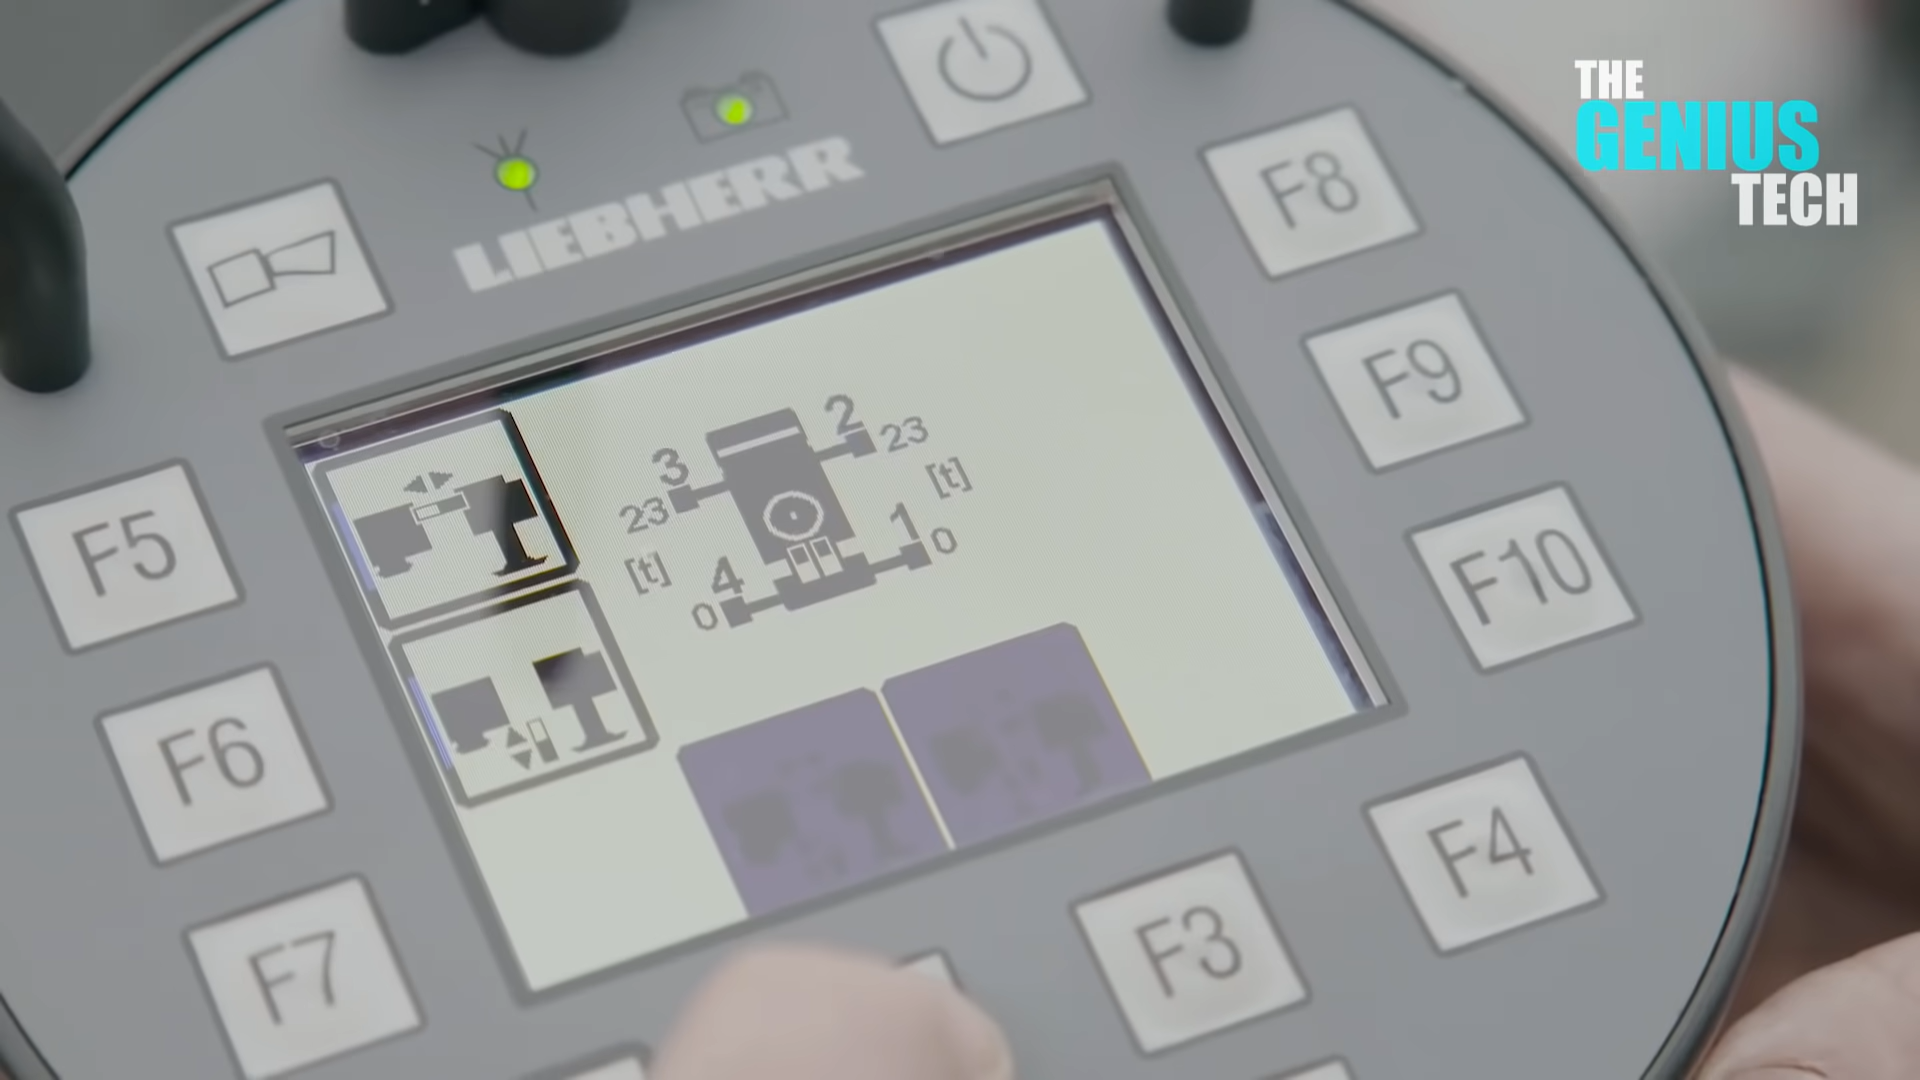 THE
GENIUS
TECH
LIEBHERR
F8
F9
F10
F5
F6
F7
F3
F4
2
23
3
23
[t]
[t]
1
0
4
0